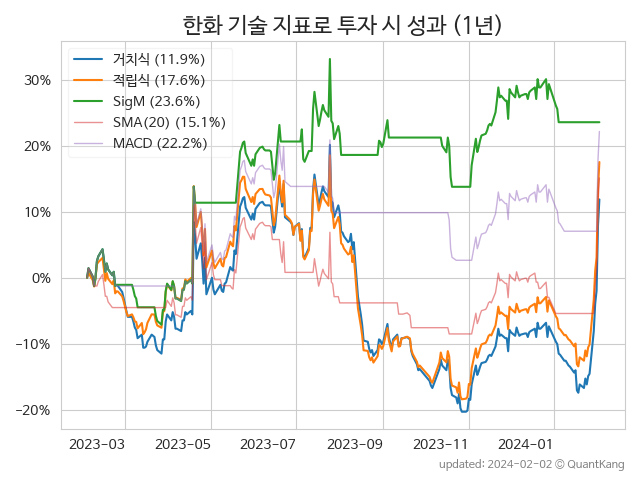 한화 기술 지표로 투자 시 성과 (1년)
거치식 (11.9%)
적립식 (17.6%)
SigM (23.6%)
SMA(20) (15.1%)
MACD (22.2%)
30%
20%
10%
0%
−10%
−20%
2023-03 2023-05 2023-07 2023-09 2023-11 2024-01
updated: 2024-02-02 © QuantKang